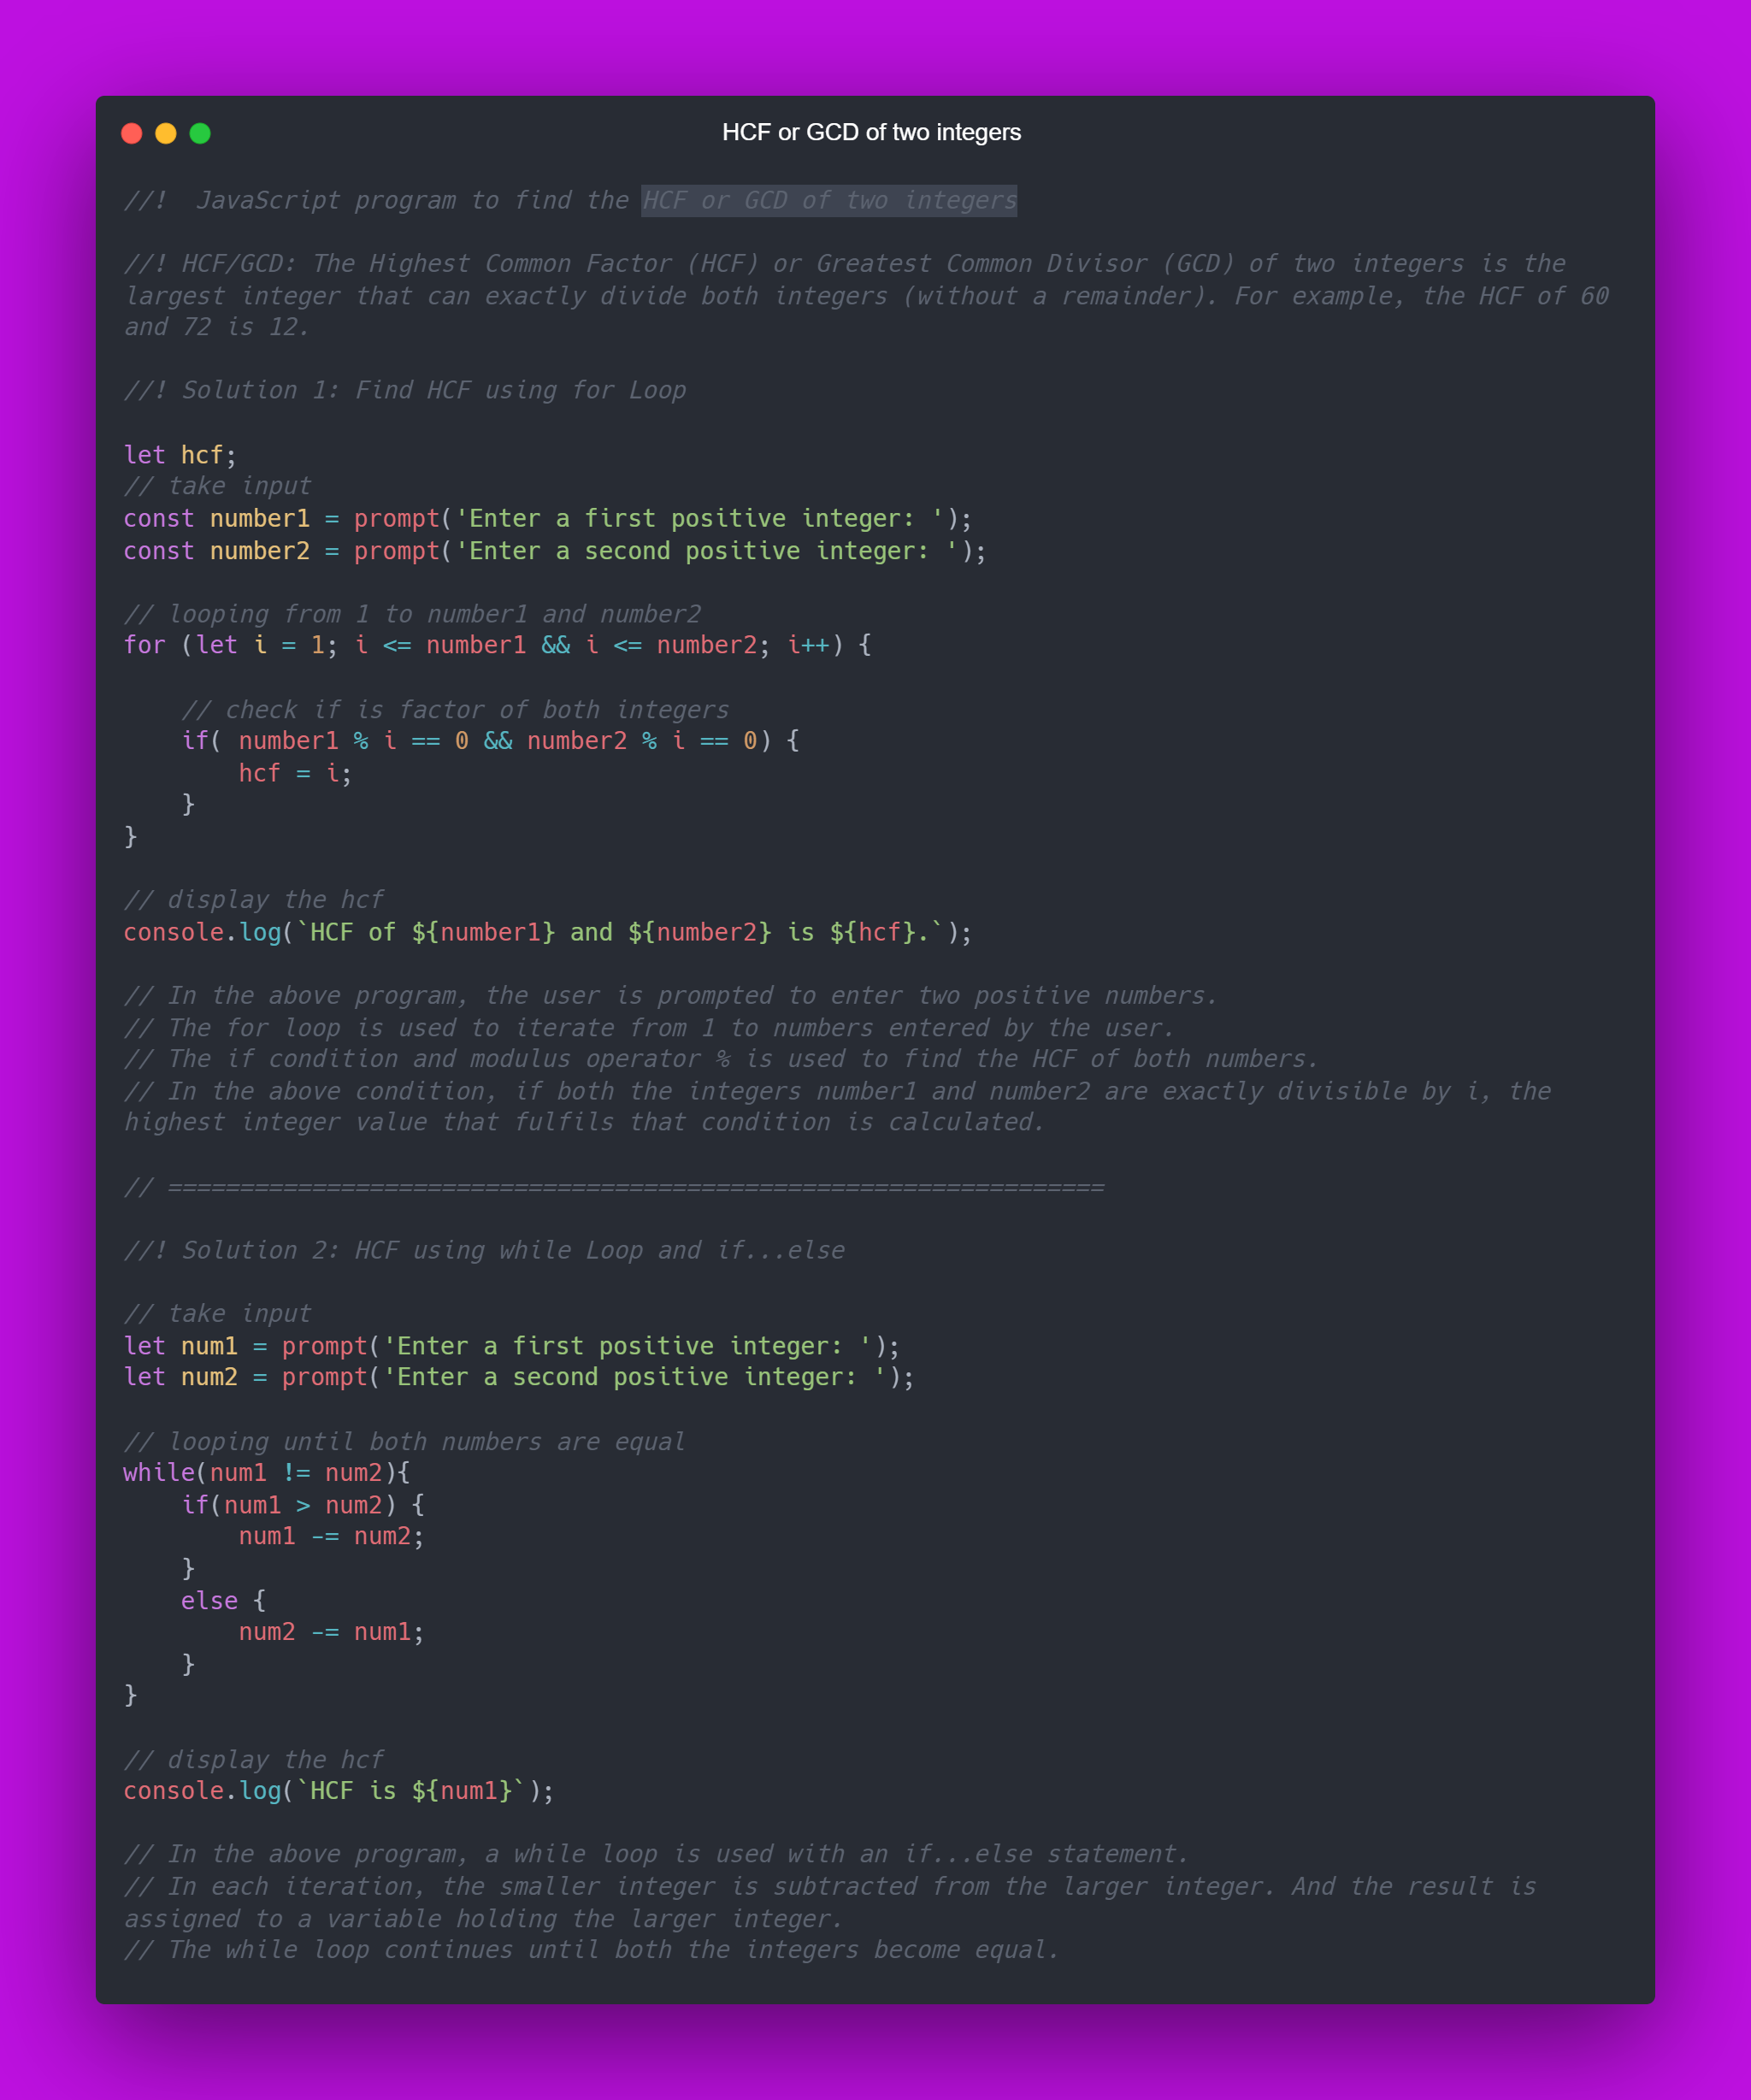 HCF or GCD of two integers
//!  JavaScript program to find the HCF or GCD of two integers
//! HCF/GCD: The Highest Common Factor (HCF) or Greatest Common Divisor (GCD) of two integers is the
largest integer that can exactly divide both integers (without a remainder). For example, the HCF of 60
and 72 is 12.
//! Solution 1: Find HCF using for Loop
let hcf;
// take input
const number1 = prompt('Enter a first positive integer: ');
const number2 = prompt('Enter a second positive integer: ');
// looping from 1 to number1 and number2
for (let i = 1; i <= number1 && i <= number2; i++) {
    // check if is factor of both integers
    if( number1 % i == 0 && number2 % i == 0) {
        hcf = i;
    }
}
// display the hcf
console.log(`HCF of ${number1} and ${number2} is ${hcf}.`);
// In the above program, the user is prompted to enter two positive numbers.
// The for loop is used to iterate from 1 to numbers entered by the user.
// The if condition and modulus operator % is used to find the HCF of both numbers.
// In the above condition, if both the integers number1 and number2 are exactly divisible by i, the
highest integer value that fulfils that condition is calculated.
// =================================================================
//! Solution 2: HCF using while Loop and if...else
// take input
let num1 = prompt('Enter a first positive integer: ');
let num2 = prompt('Enter a second positive integer: ');
// looping until both numbers are equal
while(num1 != num2){
    if(num1 > num2) {
        num1 -= num2;
    }
    else {
        num2 -= num1;
    }
}
// display the hcf
console.log(`HCF is ${num1}`);
// In the above program, a while loop is used with an if...else statement.
// In each iteration, the smaller integer is subtracted from the larger integer. And the result is
assigned to a variable holding the larger integer.
// The while loop continues until both the integers become equal.